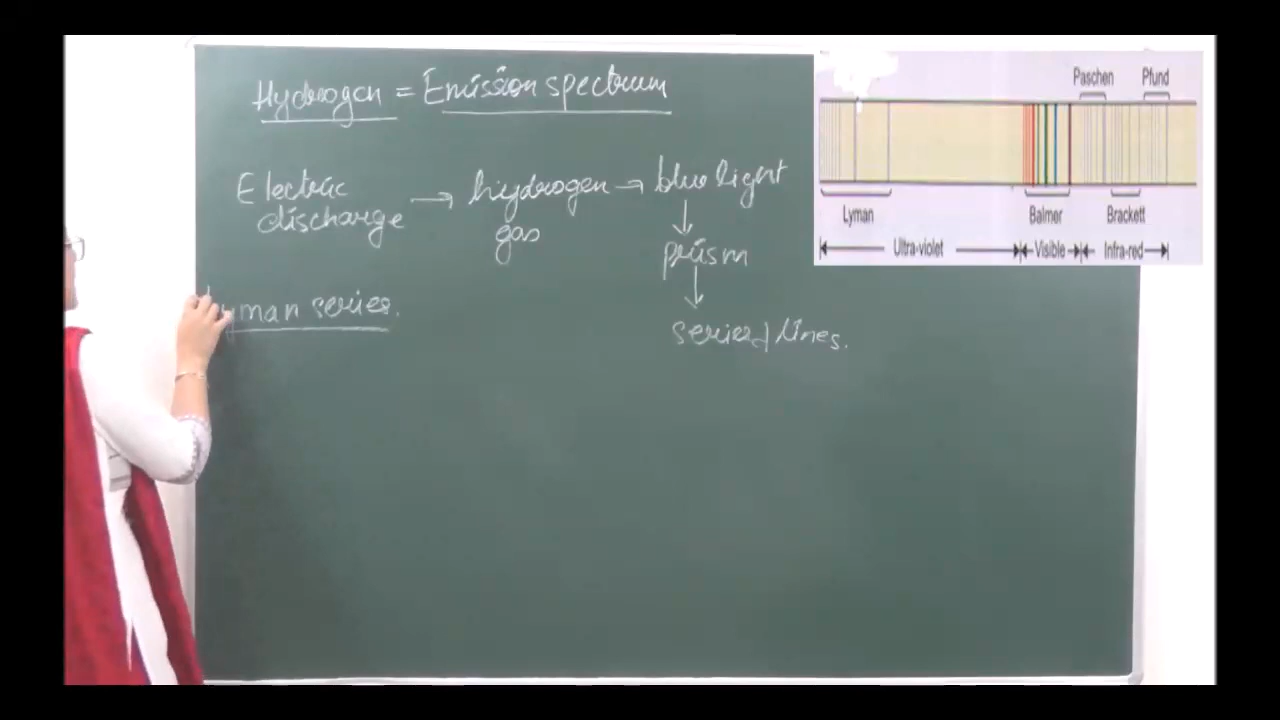 Hydrogen = Emission spectrum
Electric discharge → hydrogen gas → blue light
↓
prism
↓
series of lines.
Lyman series.
Paschen Pfund
Lyman Balmer Brackett
Ultra-violet Visible Infra-red